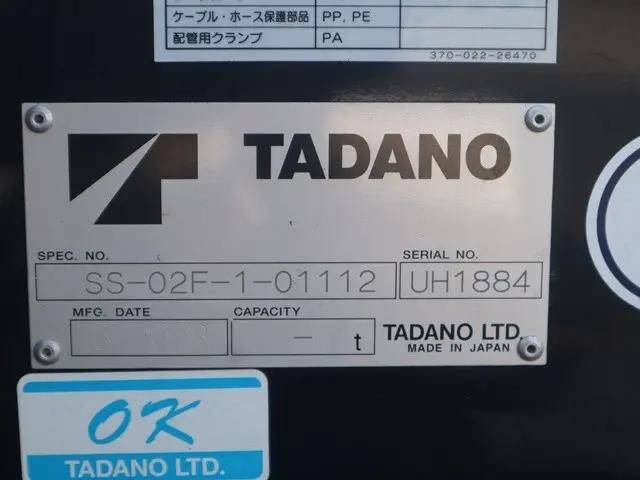 ケーブル・ホース保護部品 PP, PE
配管用クランプ PA
370-022-26470
TADANO
SPEC. NO. SERIAL NO.
SS-02F-1-01112 UH1884
MFG. DATE CAPACITY
- t
TADANO LTD.
MADE IN JAPAN
OK
TADANO LTD.